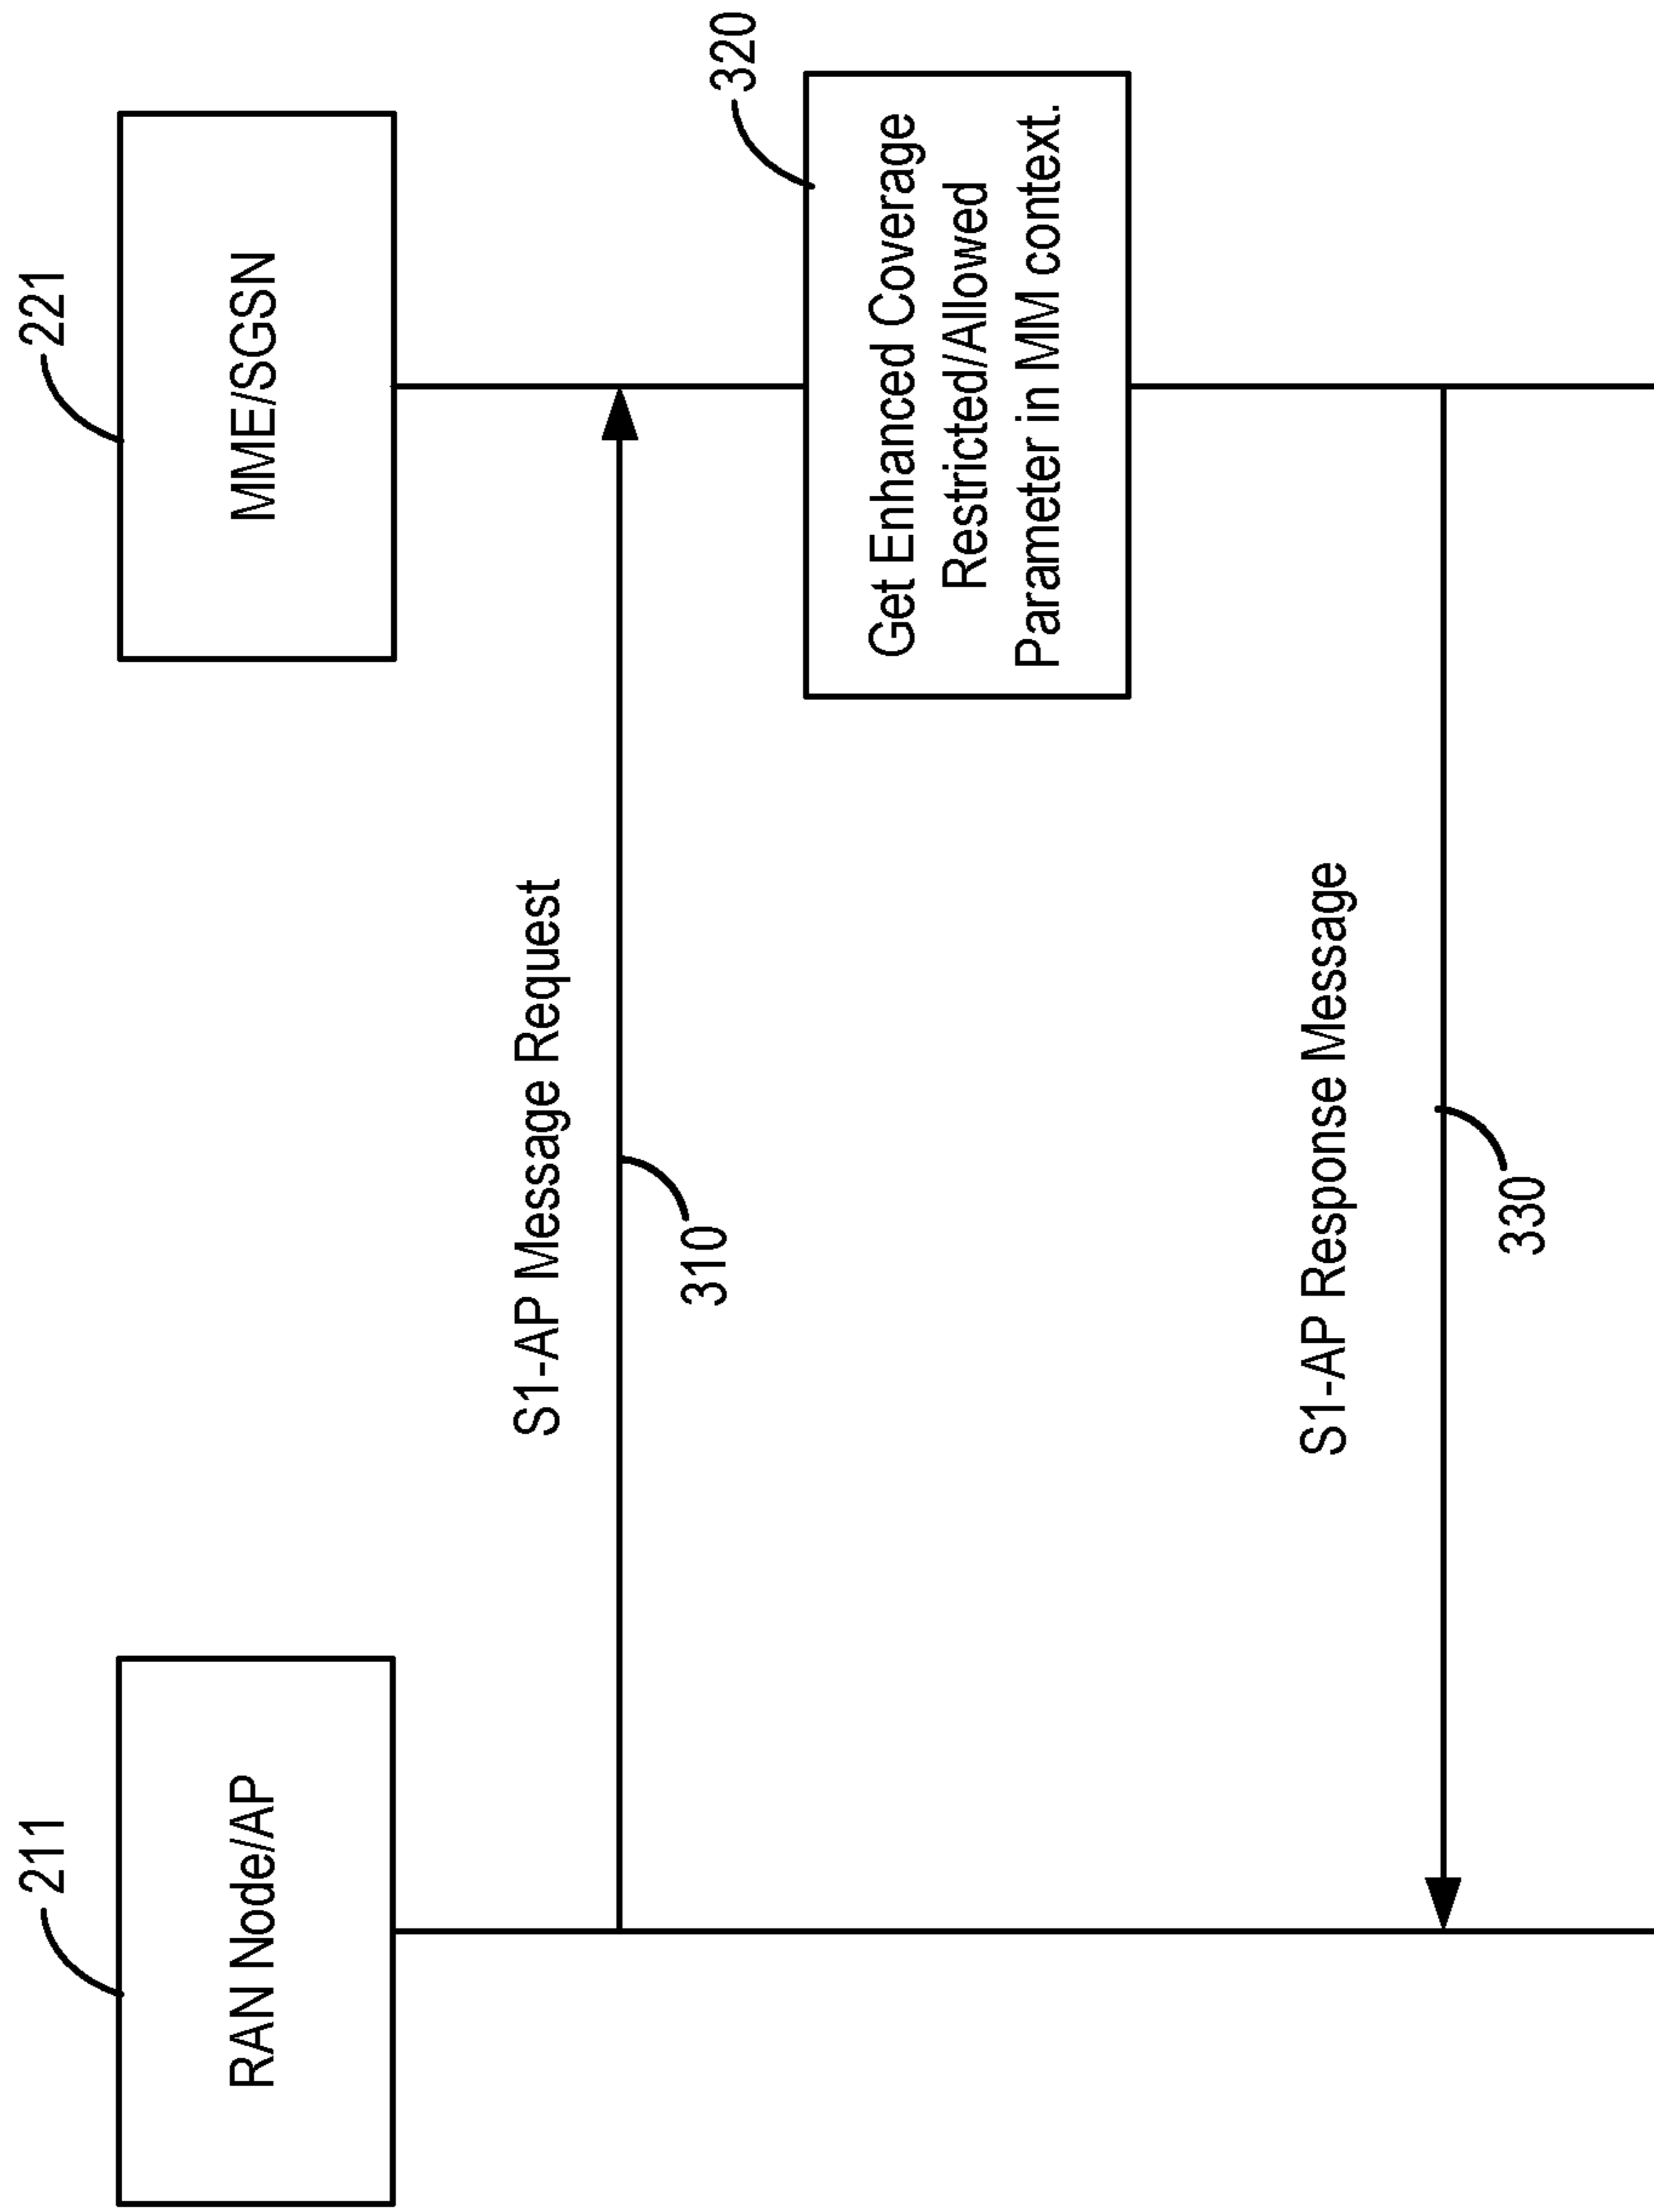 211
RAN Node/AP
221
MME/SGSN
S1-AP Message Request
310
320
Get Enhanced Coverage
Restricted/Allowed
Parameter in MM context.
S1-AP Response Message
330